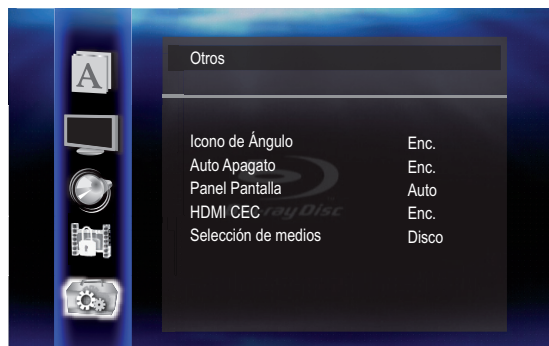 A
Otros
Icono de Ángulo Enc.
Auto Apagato Enc.
Panel Pantalla Auto
HDMI CEC Enc.
Selección de medios Disco